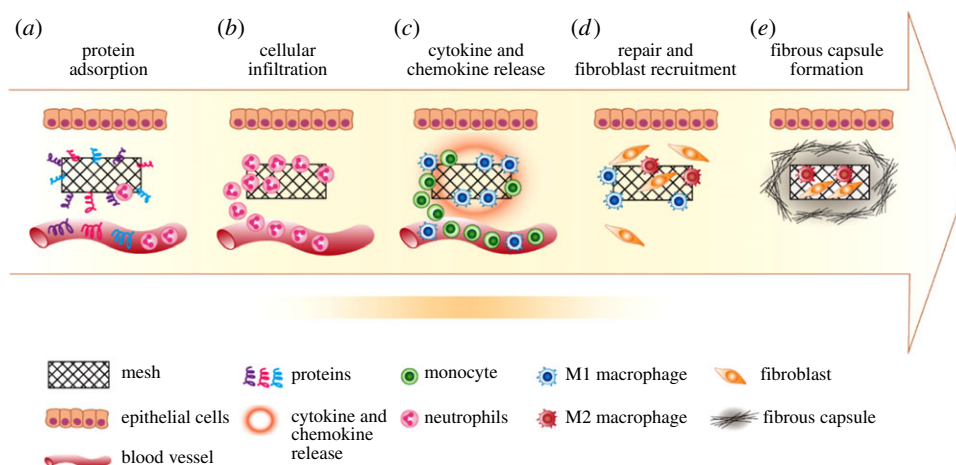 (a)
protein
adsorption
(b)
cellular
infiltration
(c)
cytokine and
chemokine release
(d)
repair and
fibroblast recruitment
(e)
fibrous capsule
formation
mesh
proteins
monocyte
M1 macrophage
fibroblast
epithelial cells
cytokine and
chemokine
release
neutrophils
M2 macrophage
fibrous capsule
blood vessel